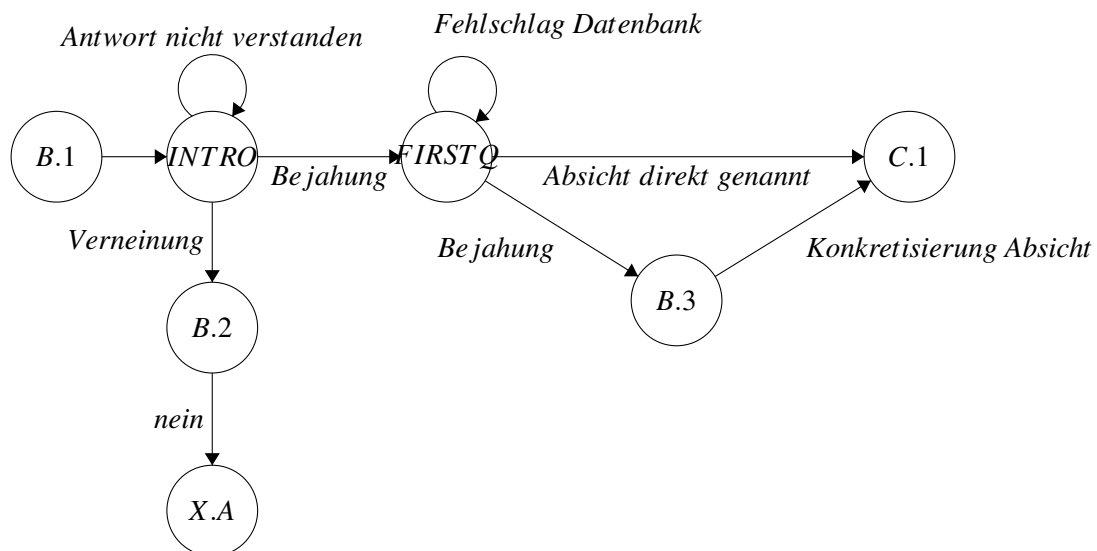 Antwort nicht verstanden
Fehlschlag Datenbank
B.1
INTRO
Bejahung
FIRSTQ
Absicht direkt genannt
C.1
Verneinung
Bejahung
Konkretisierung Absicht
B.3
B.2
nein
X.A